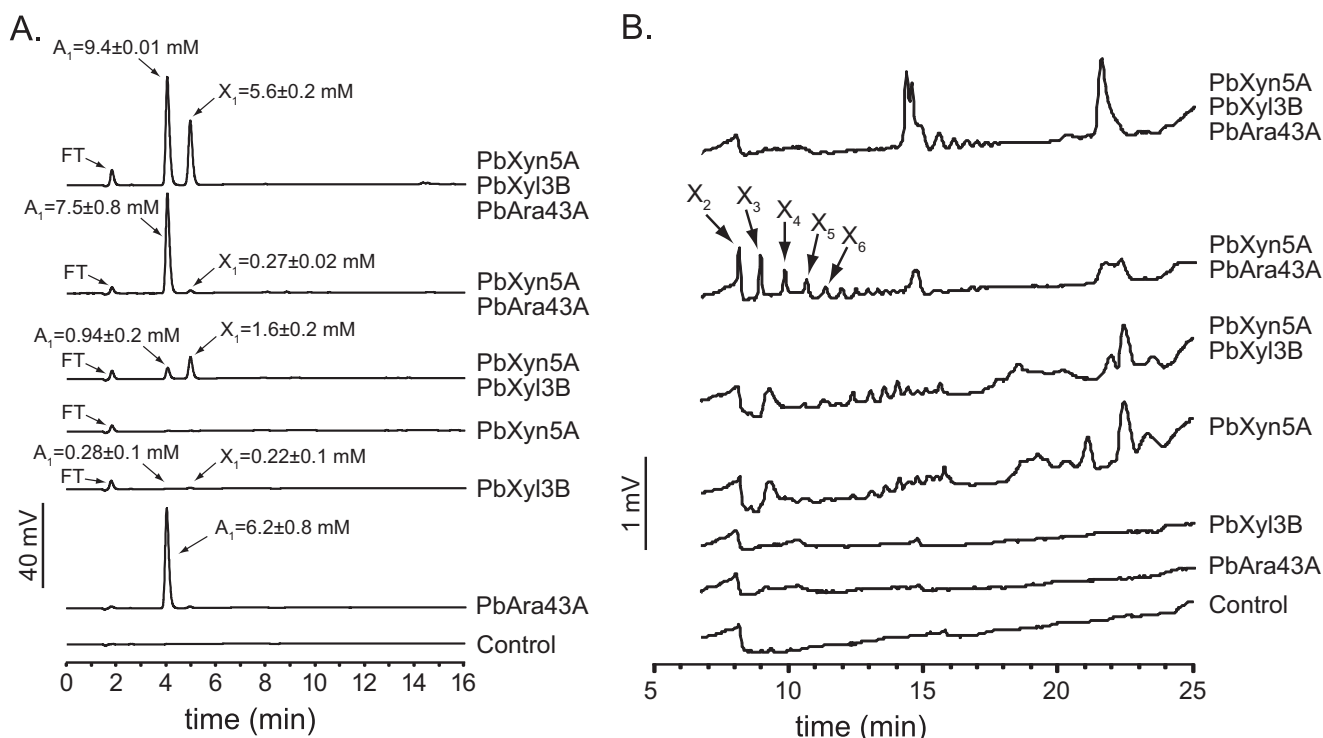 A.
A₁=9.4±0.01 mM
X₁=5.6±0.2 mM
FT
PbXyn5A
PbXyl3B
PbAra43A
A₁=7.5±0.8 mM
X₁=0.27±0.02 mM
FT
PbXyn5A
PbAra43A
A₁=0.94±0.2 mM
X₁=1.6±0.2 mM
FT
PbXyn5A
PbXyl3B
FT
PbXyn5A
A₁=0.28±0.1 mM
X₁=0.22±0.1 mM
FT
PbXyl3B
40 mV
A₁=6.2±0.8 mM
PbAra43A
Control
0 2 4 6 8 10 12 14 16
time (min)
B.
PbXyn5A
PbXyl3B
PbAra43A
X₂
X₃
X₄
X₅
X₆
PbXyn5A
PbAra43A
PbXyn5A
PbXyl3B
PbXyn5A
1 mV
PbXyl3B
PbAra43A
Control
5 10 15 20 25
time (min)